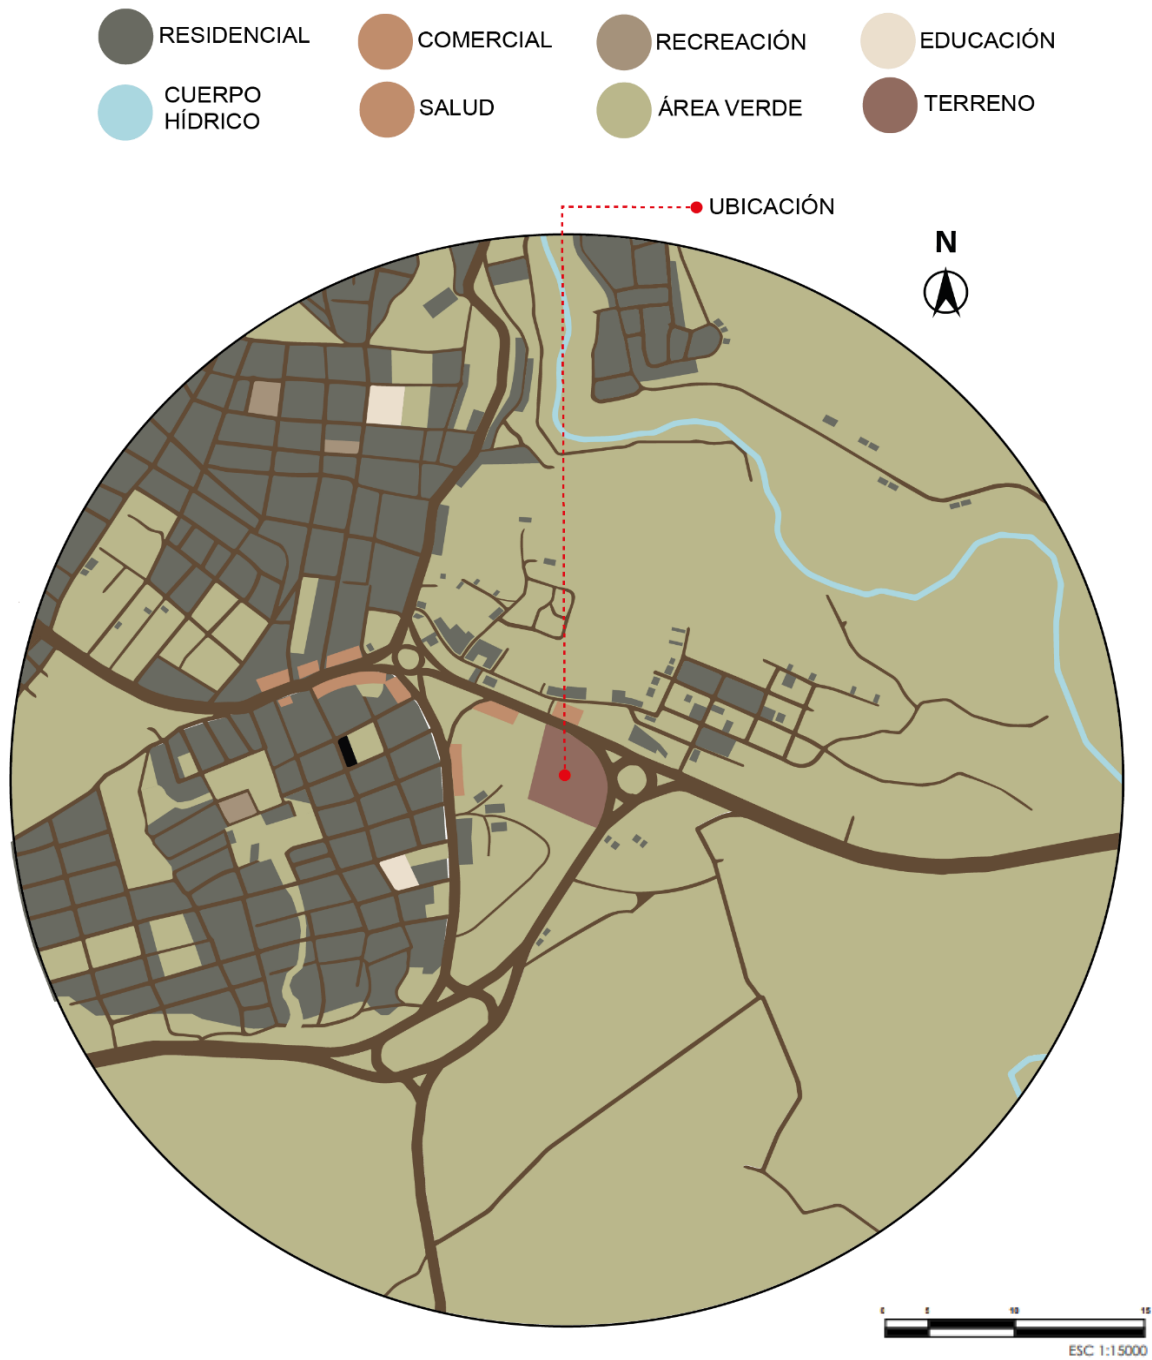 RESIDENCIAL
COMERCIAL
RECREACIÓN
EDUCACIÓN
CUERPO
HÍDRICO
SALUD
ÁREA VERDE
TERRENO
UBICACIÓN
N
0 5 10 15
ESC 1:15000